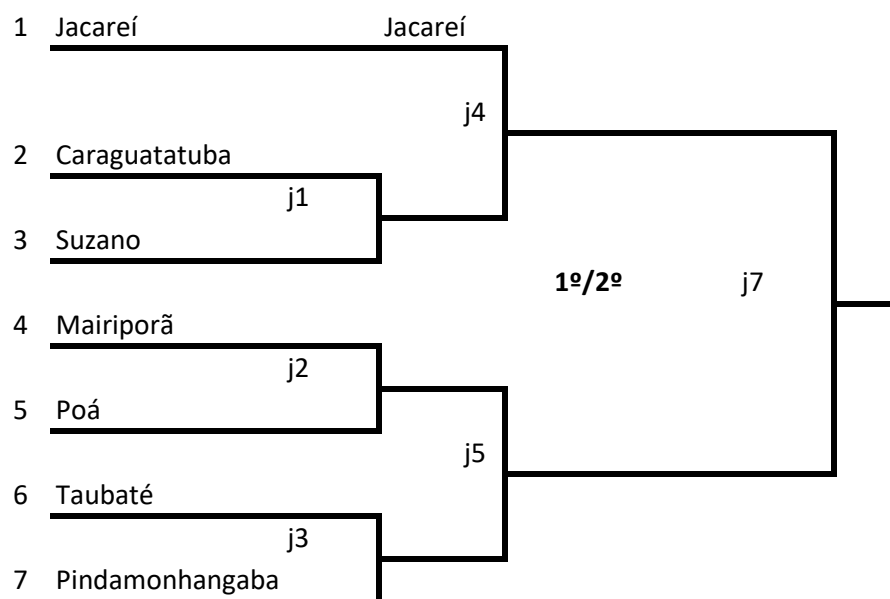 1 Jacareí Jacareí
j4
2 Caraguatatuba
j1
3 Suzano
1º/2º j7
4 Mairiporã
j2
5 Poá
j5
6 Taubaté
j3
7 Pindamonhangaba